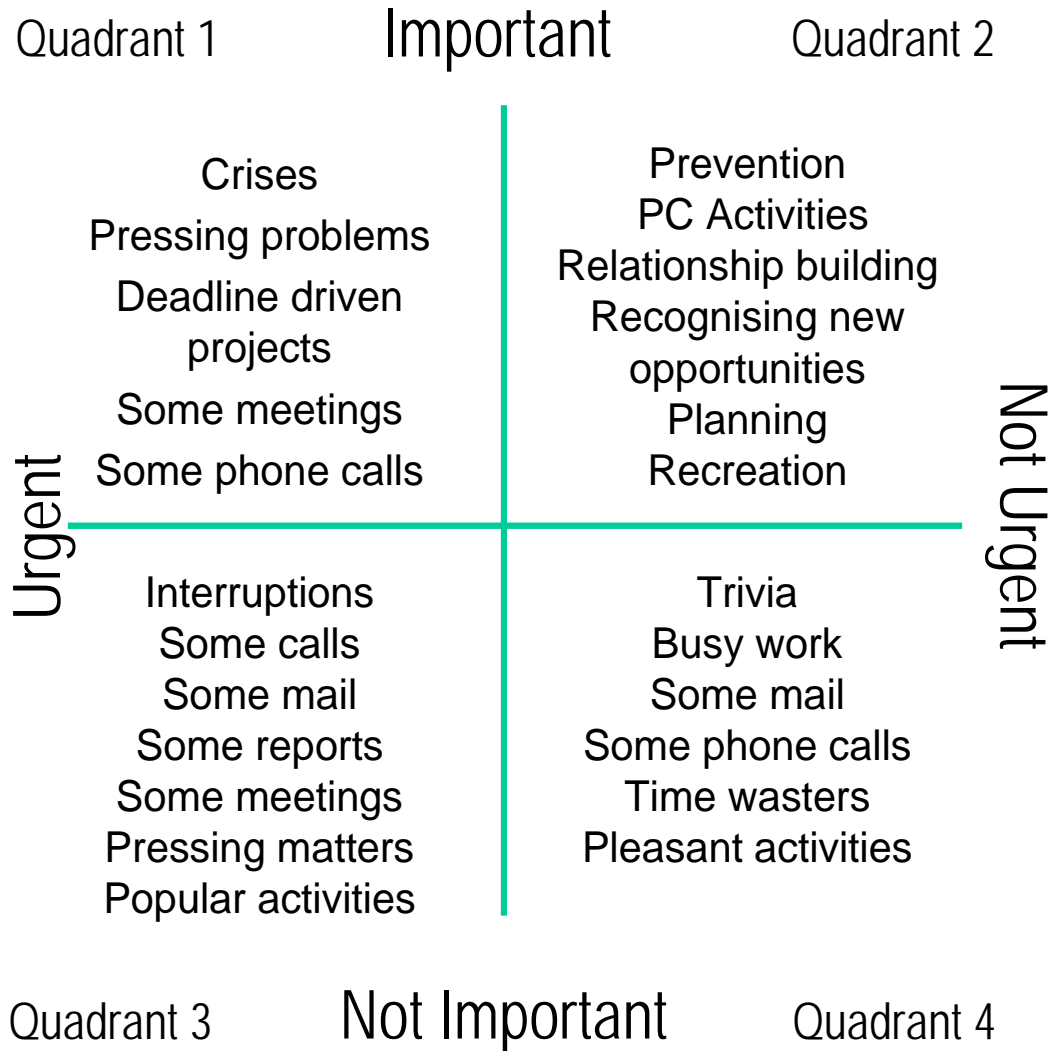 Quadrant 1
Important
Quadrant 2
Crises
Pressing problems
Deadline driven
projects
Some meetings
Some phone calls
Prevention
PC Activities
Relationship building
Recognising new
opportunities
Planning
Recreation
Urgent
Not Urgent
Interruptions
Some calls
Some mail
Some reports
Some meetings
Pressing matters
Popular activities
Trivia
Busy work
Some mail
Some phone calls
Time wasters
Pleasant activities
Quadrant 3
Not Important
Quadrant 4